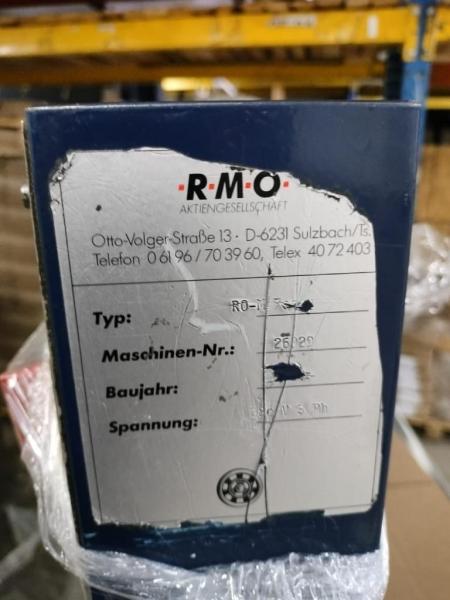 ·R·M·O·
AKTIENGESELLSCHAFT
Otto-Volger-Straße 13 · D-6231 Sulzbach/Ts.
Telefon 0 61 96 / 70 39 60, Telex 40 72 403
Typ: RO-
Maschinen-Nr.:
Baujahr:
Spannung: